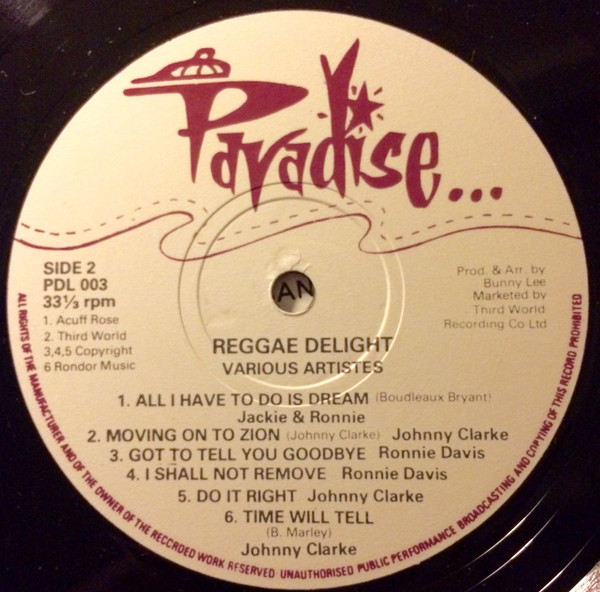 Paradise...
SIDE 2
PDL 003
33⅓ rpm
1. Acuff Rose
2. Third World
3,4,5 Copyright
6 Rondor Music
Prod. & Arr. by
Bunny Lee
Marketed by
Third World
Recording Co Ltd
AN
REGGAE DELIGHT
VARIOUS ARTISTES
1. ALL I HAVE TO DO IS DREAM (Boudleaux Bryant)
Jackie & Ronnie
2. MOVING ON TO ZION (Johnny Clarke) Johnny Clarke
3. GOT TO TELL YOU GOODBYE Ronnie Davis
4. I SHALL NOT REMOVE Ronnie Davis
5. DO IT RIGHT Johnny Clarke
6. TIME WILL TELL
(B. Marley)
Johnny Clarke
ALL RIGHTS OF THE MANUFACTURER AND OF THE OWNER OF THE RECORDED WORK RESERVED UNAUTHORISED PUBLIC PERFORMANCE BROADCASTING AND COPYING OF THIS RECORD PROHIBITED